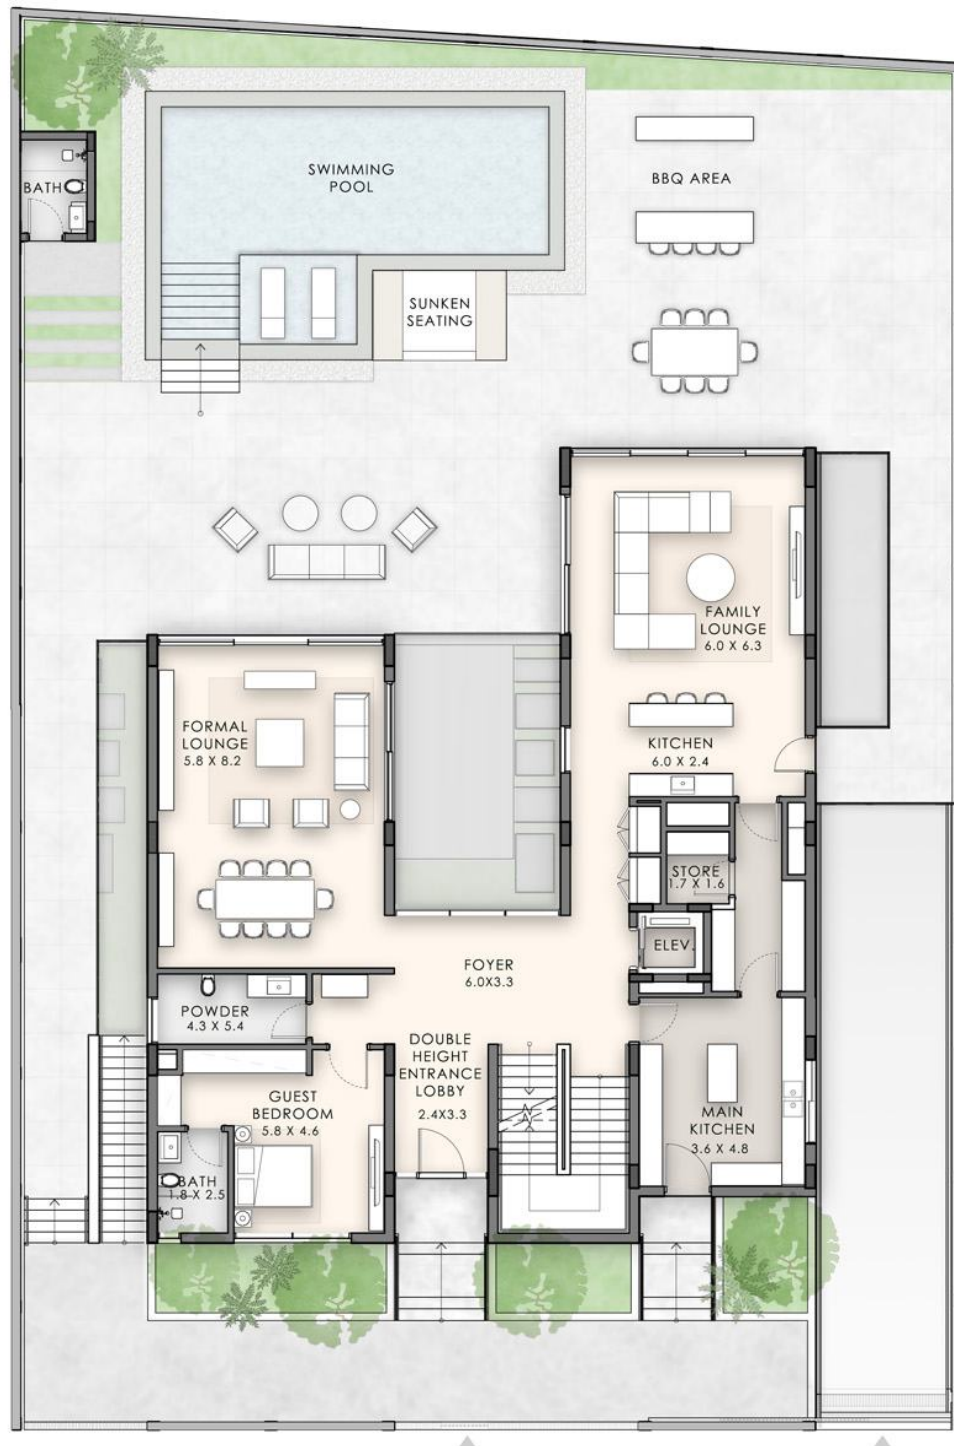 SWIMMING
POOL
BBQ AREA
BATH
SUNKEN
SEATING
FAMILY
LOUNGE
6.0 X 6.3
FORMAL
LOUNGE
5.8 X 8.2
KITCHEN
6.0 X 2.4
STORE
1.7 X 1.6
ELEV.
FOYER
6.0X3.3
POWDER
4.3 X 5.4
DOUBLE
HEIGHT
ENTRANCE
LOBBY
2.4X3.3
GUEST
BEDROOM
5.8 X 4.6
MAIN
KITCHEN
3.6 X 4.8
BATH
1.8 X 2.5